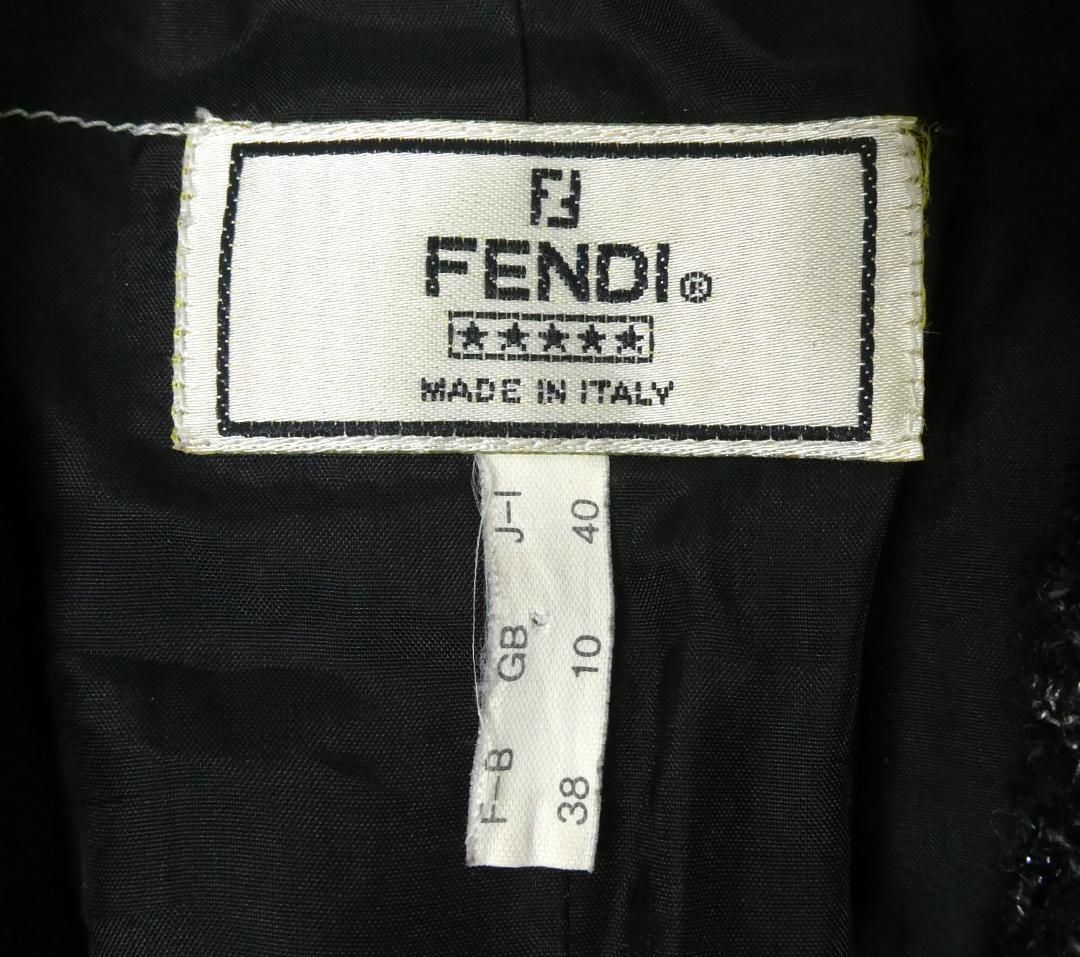 FF
FENDI®
★★★★★
MADE IN ITALY
F-B GB J-I
38 10 40